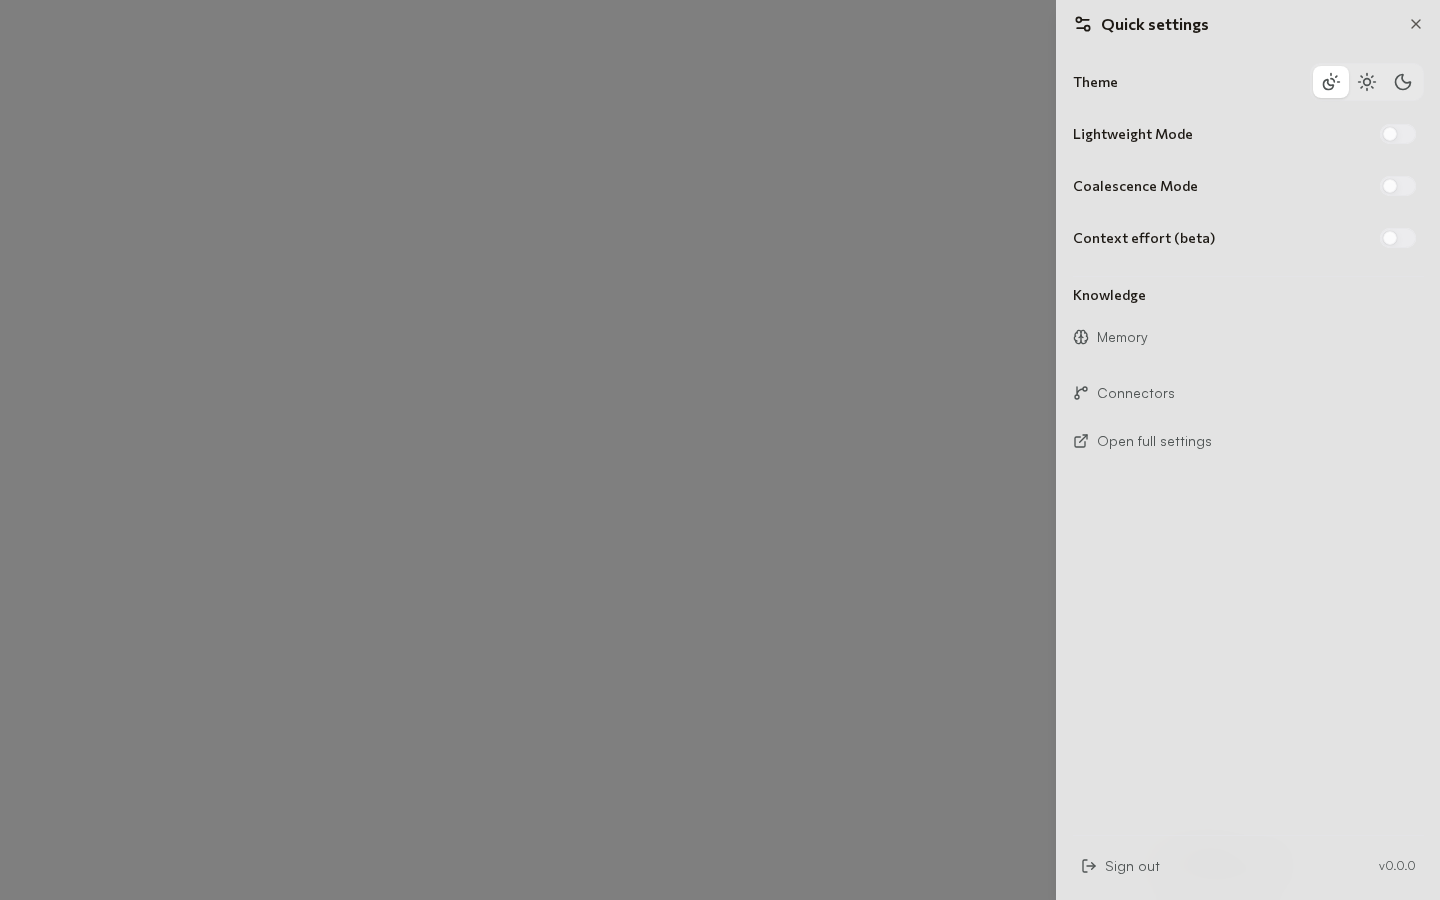 Quick settings
Theme
Lightweight Mode
Coalescence Mode
Context effort (beta)
Knowledge
Memory
Connectors
Open full settings
Sign out
v0.0.0